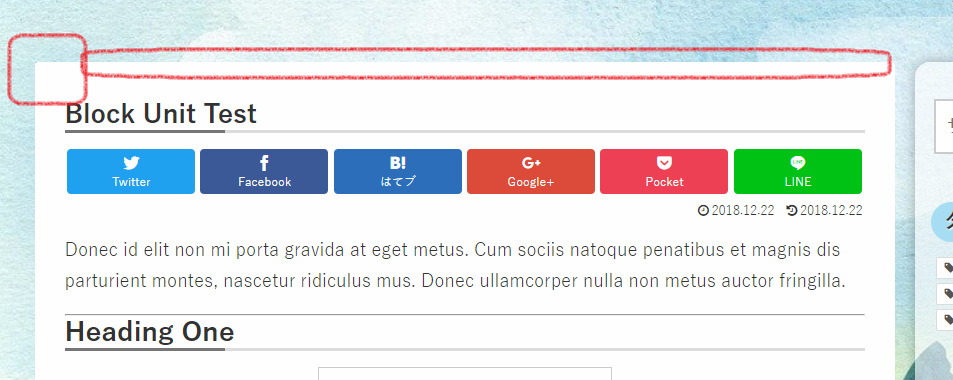 Block Unit Test
Twitter Facebook B! はてブ G+ Google+ Pocket LINE LINE
2018.12.22 2018.12.22
Donec id elit non mi porta gravida at eget metus. Cum sociis natoque penatibus et magnis dis
parturient montes, nascetur ridiculus mus. Donec ullamcorper nulla non metus auctor fringilla.
Heading One